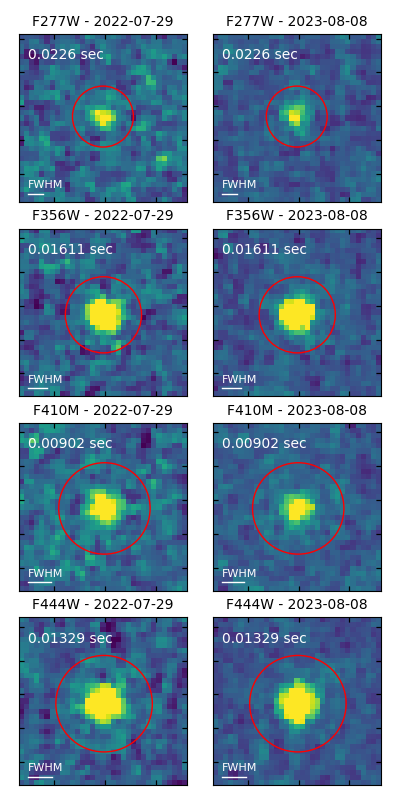 F277W - 2022-07-29
F277W - 2023-08-08
0.0226 sec
0.0226 sec
FWHM
FWHM
F356W - 2022-07-29
F356W - 2023-08-08
0.01611 sec
0.01611 sec
FWHM
FWHM
F410M - 2022-07-29
F410M - 2023-08-08
0.00902 sec
0.00902 sec
FWHM
FWHM
F444W - 2022-07-29
F444W - 2023-08-08
0.01329 sec
0.01329 sec
FWHM
FWHM